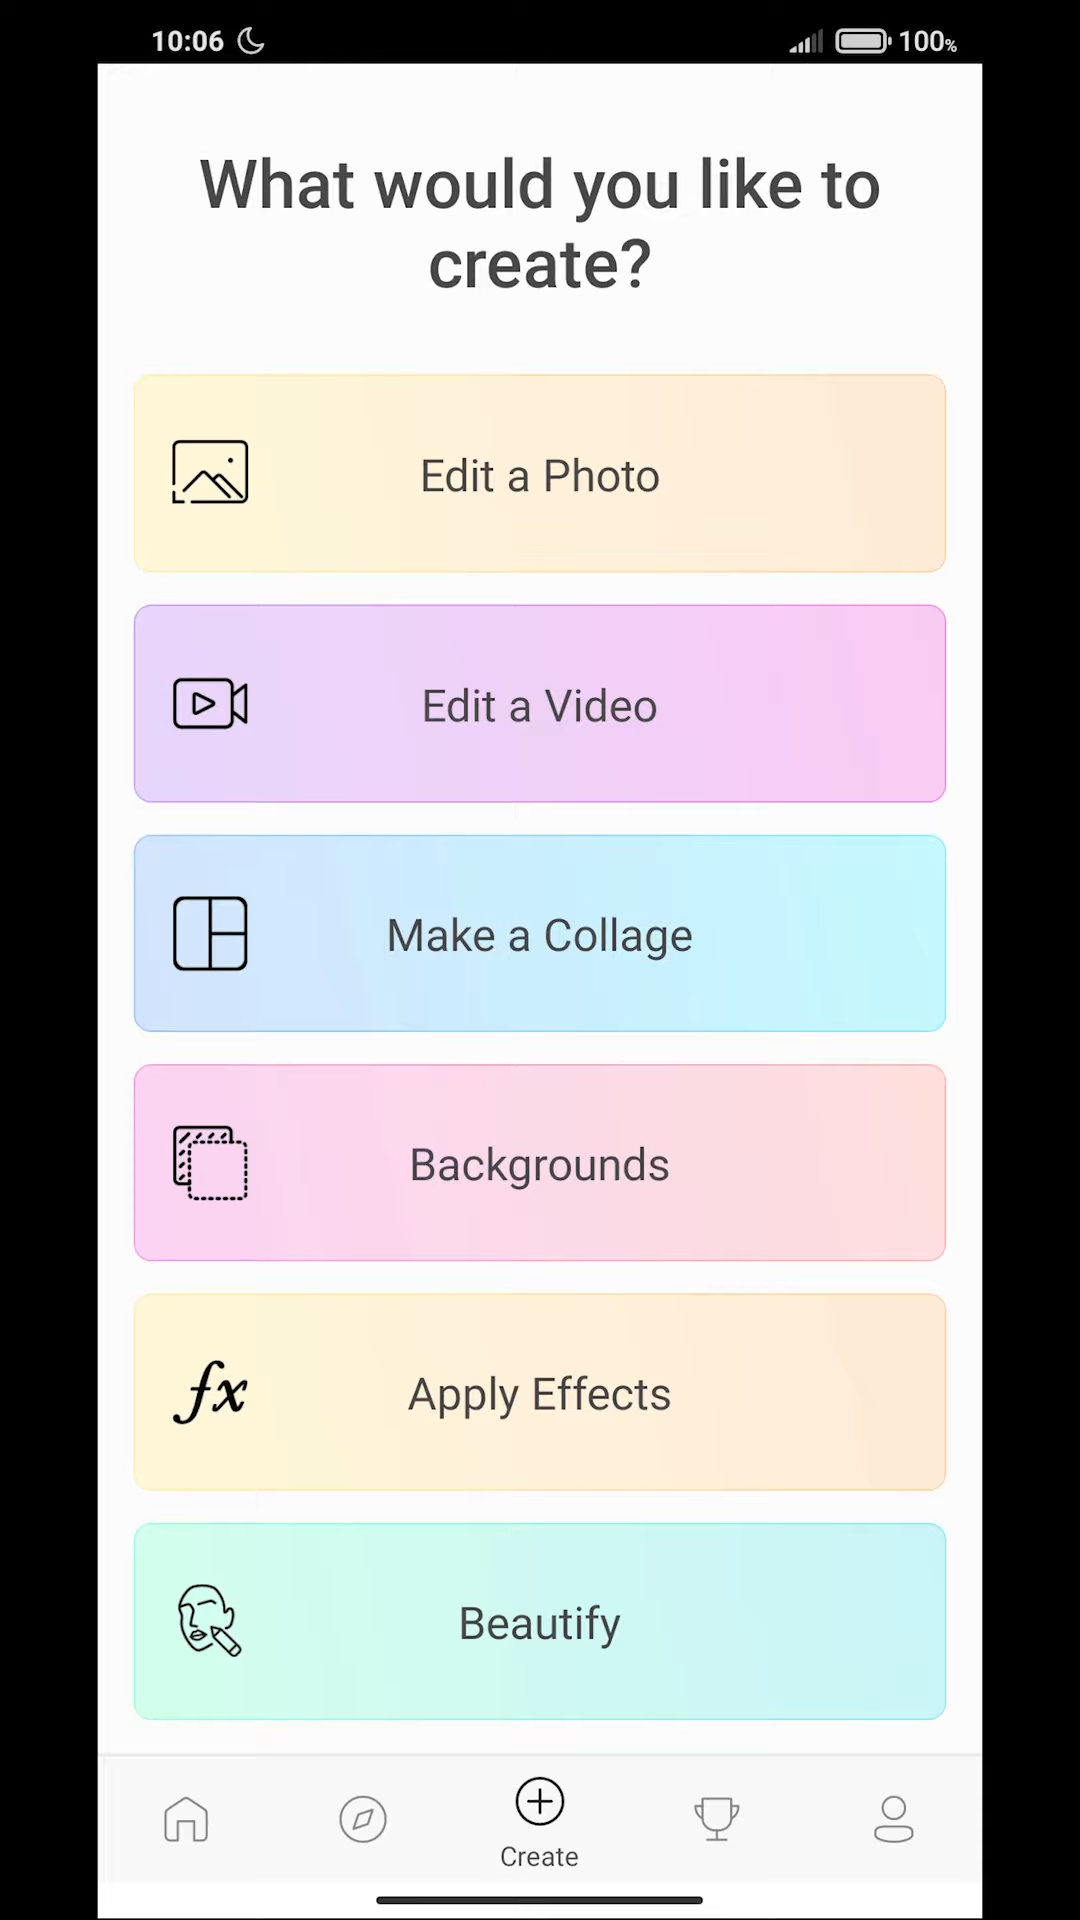 10:06 100%
What would you like to
create?
Edit a Photo
Edit a Video
Make a Collage
Backgrounds
fx Apply Effects
Beautify
Create